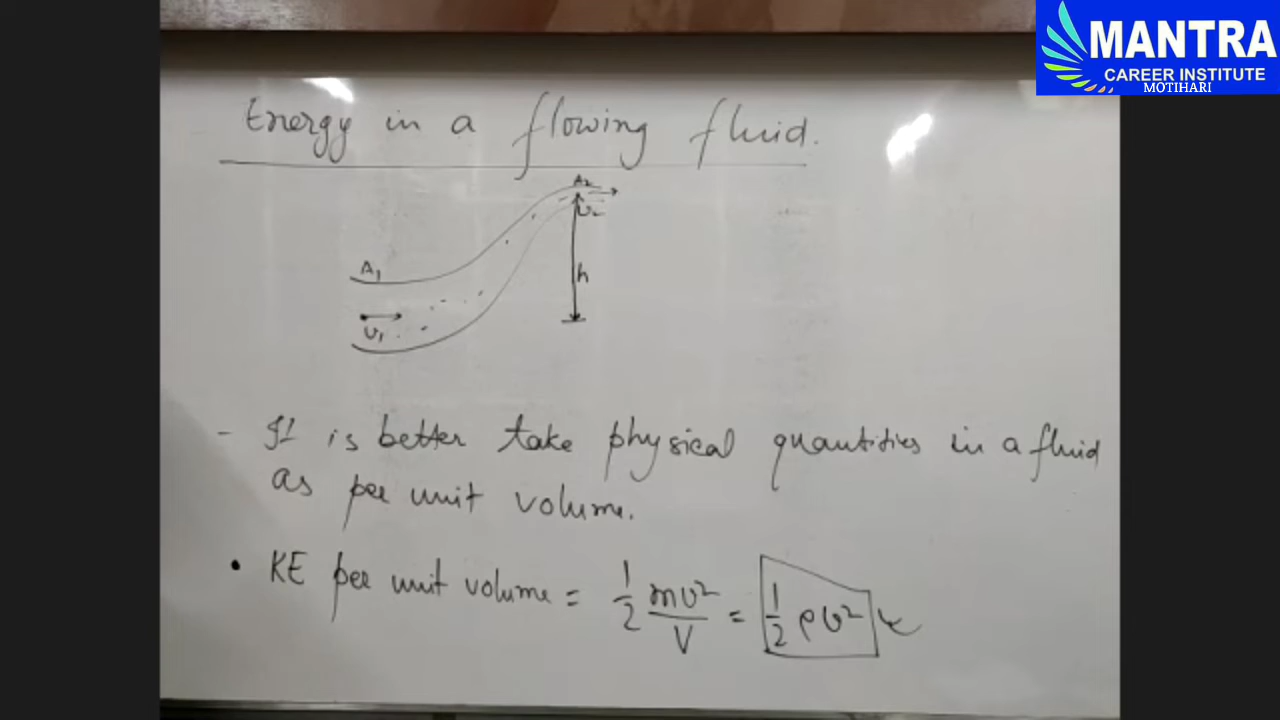 MANTRA
CAREER INSTITUTE
MOTIHARI
Energy in a flowing fluid.
A₂
v₂
A₁
h
v₁
- It is better take physical quantities in a fluid
as per unit volume.
• KE per unit volume = 1/2 mv²/V = 1/2 ρv²